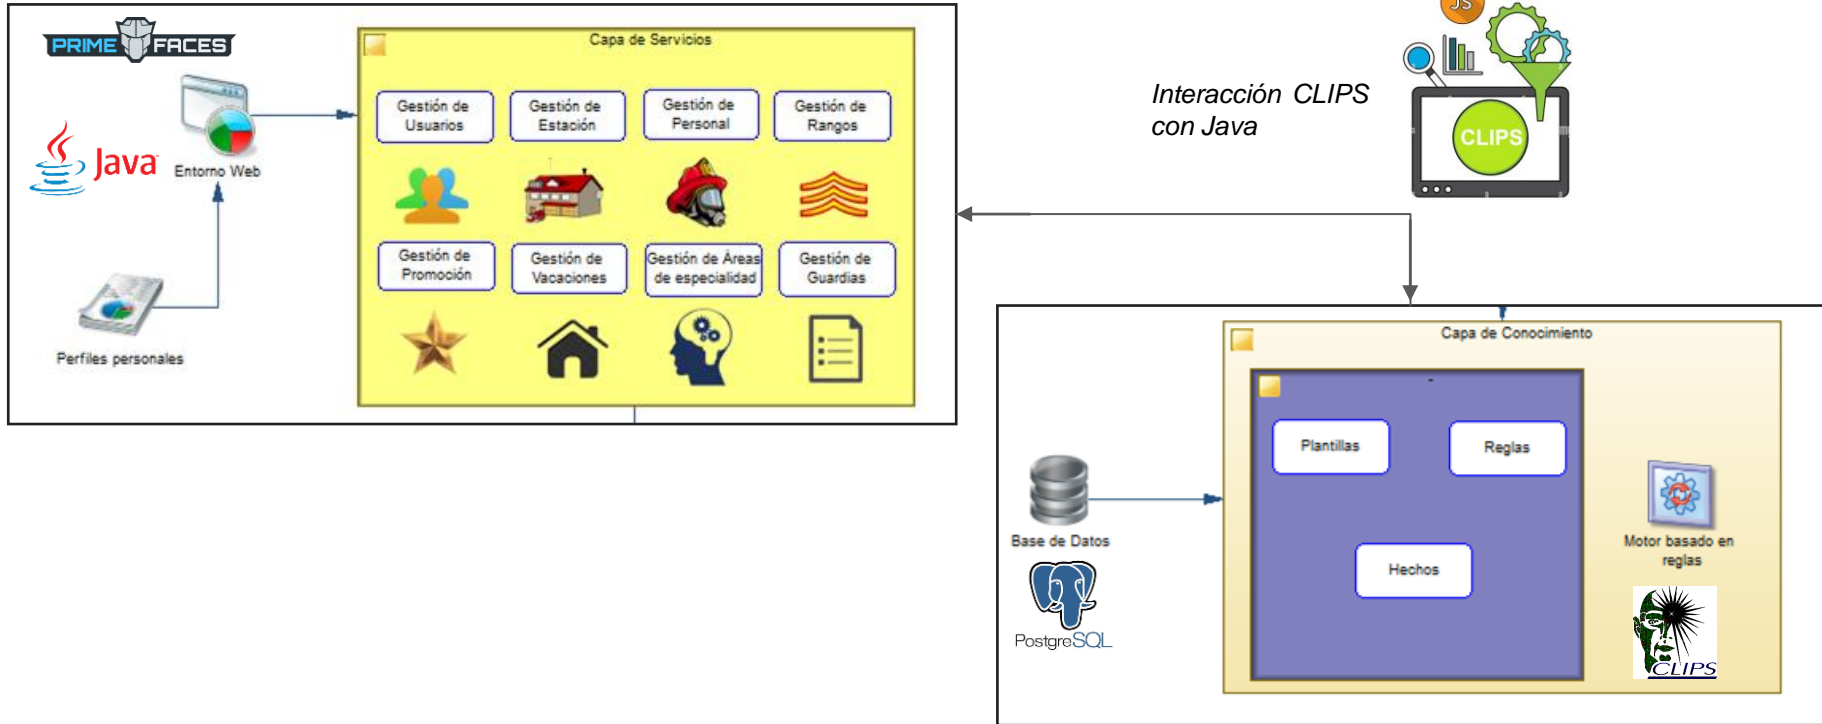 PRIME FACES
Java
Entorno Web
Perfiles personales
Capa de Servicios
Gestión de
Usuarios
Gestión de
Estación
Gestión de
Personal
Gestión de
Rangos
Gestión de
Promoción
Gestión de
Vacaciones
Gestión de Áreas
de especialidad
Gestión de
Guardias
Interacción CLIPS
con Java
JS
CLIPS
Capa de Conocimiento
-
Plantillas
Reglas
Hechos
Base de Datos
PostgreSQL
Motor basado en
reglas
CLIPS